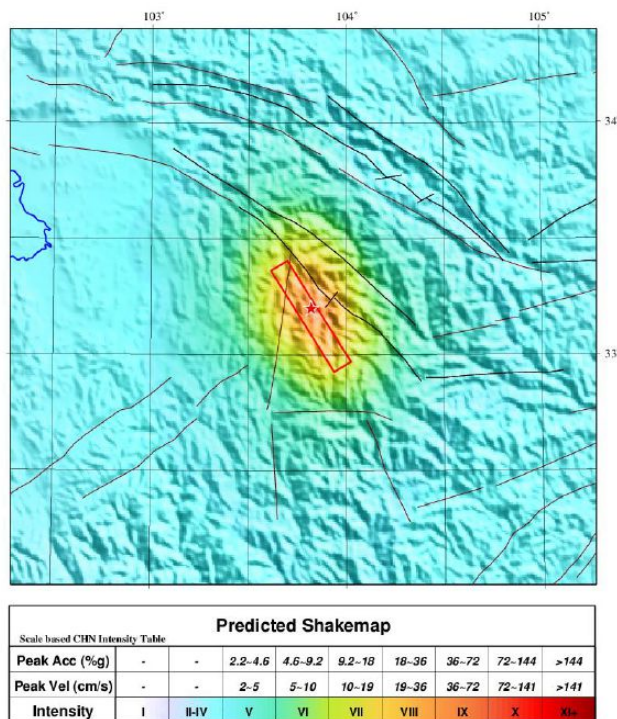 103° 104° 105°
34°
33°
Predicted Shakemap
Scale based CHN Intensity Table
Peak Acc (%g) - - 2.2~4.6 4.6~9.2 9.2~18 18~36 36~72 72~144 >144
Peak Vel (cm/s) - - 2~5 5~10 10~19 19~36 36~72 72~141 >141
Intensity I II-IV V VI VII VIII IX X XI+